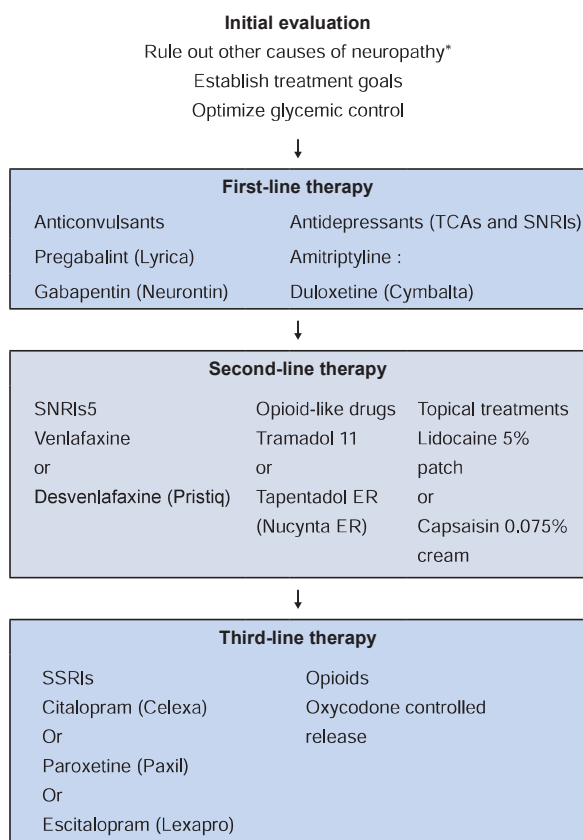 Initial evaluation
Rule out other causes of neuropathy*
Establish treatment goals
Optimize glycemic control
First-line therapy
Anticonvulsants
Pregabalint (Lyrica)
Gabapentin (Neurontin)
Antidepressants (TCAs and SNRIs)
Amitriptyline :
Duloxetine (Cymbalta)
Second-line therapy
SNRIs5
Venlafaxine
or
Desvenlafaxine (Pristiq)
Opioid-like drugs
Tramadol 11
or
Tapentadol ER
(Nucynta ER)
Topical treatments
Lidocaine 5%
patch
or
Capsaisin 0.075%
cream
Third-line therapy
SSRIs
Citalopram (Celexa)
Or
Paroxetine (Paxil)
Or
Escitalopram (Lexapro)
Opioids
Oxycodone controlled
release